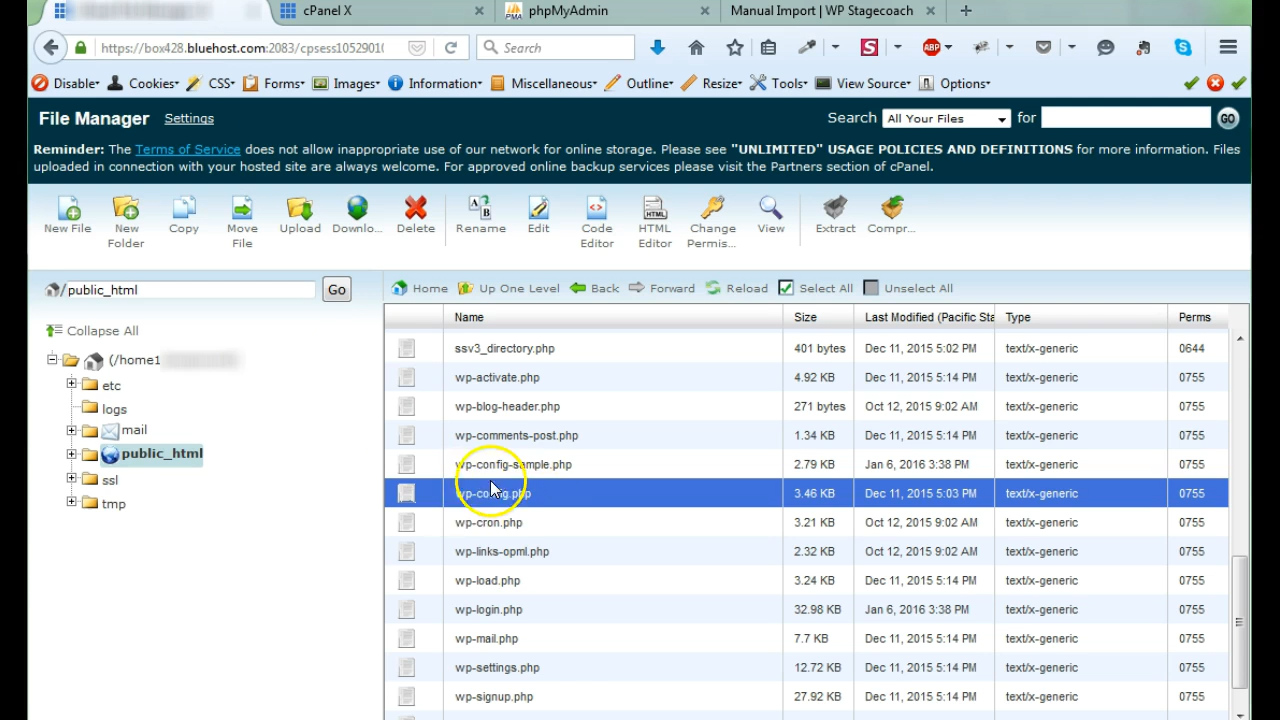 cPanel X
PMA
phpMyAdmin
Manual Import | WP Stagecoach
https://box428.bluehost.com:2083/cpsess10529010
Search
S
ABP
Disable
Cookies
CSS
Forms
Images
Information
Miscellaneous
Outline
Resize
Tools
View Source
Options
File Manager
Settings
Search
All Your Files
for
GO
Reminder: The Terms of Service does not allow inappropriate use of our network for online storage. Please see "UNLIMITED" USAGE POLICIES AND DEFINITIONS for more information. Files
uploaded in connection with your hosted site are always welcome. For approved online backup services please visit the Partners section of cPanel.
New File
New
Folder
Copy
Move
File
Upload
Downlo...
Delete
Rename
Edit
Code
Editor
HTML
HTML
Editor
Change
Permis...
View
Extract
Compr...
/public_html
Go
Home
Up One Level
Back
Forward
Reload
Select All
Unselect All
Collapse All
(/home1
etc
logs
mail
public_html
ssl
tmp
Name Size Last Modified (Pacific Sta Type Perms
ssv3_directory.php 401 bytes Dec 11, 2015 5:02 PM text/x-generic 0644
wp-activate.php 4.92 KB Dec 11, 2015 5:14 PM text/x-generic 0755
wp-blog-header.php 271 bytes Oct 12, 2015 9:02 AM text/x-generic 0755
wp-comments-post.php 1.34 KB Dec 11, 2015 5:14 PM text/x-generic 0755
wp-config-sample.php 2.79 KB Jan 6, 2016 3:38 PM text/x-generic 0755
wp-config.php 3.46 KB Dec 11, 2015 5:03 PM text/x-generic 0755
wp-cron.php 3.21 KB Oct 12, 2015 9:02 AM text/x-generic 0755
wp-links-opml.php 2.32 KB Oct 12, 2015 9:02 AM text/x-generic 0755
wp-load.php 3.24 KB Dec 11, 2015 5:14 PM text/x-generic 0755
wp-login.php 32.98 KB Jan 6, 2016 3:38 PM text/x-generic 0755
wp-mail.php 7.7 KB Dec 11, 2015 5:14 PM text/x-generic 0755
wp-settings.php 12.72 KB Dec 11, 2015 5:14 PM text/x-generic 0755
wp-signup.php 27.92 KB Dec 11, 2015 5:14 PM text/x-generic 0755